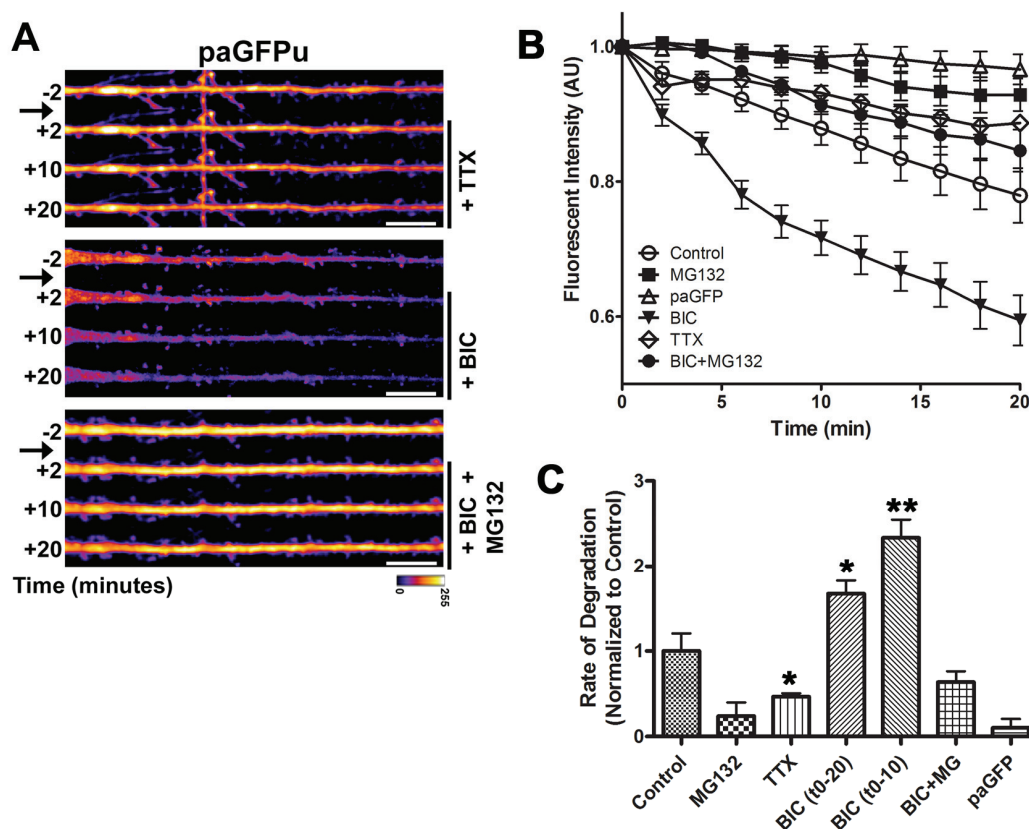 A
paGFPu
-2
+2
+10
+20
+ TTX
-2
+2
+10
+20
+ BIC
-2
+2
+10
+20
+ BIC +
MG132
Time (minutes)
0
255
B
Fluorescent Intensity (AU)
1.0
0.8
0.6
Control
MG132
paGFP
BIC
TTX
BIC+MG132
0
5
10
15
20
Time (min)
C
Rate of Degradation
(Normalized to Control)
3
2
1
0
*
*
**
Control
MG132
TTX
BIC (t0-20)
BIC (t0-10)
BIC+MG
paGFP